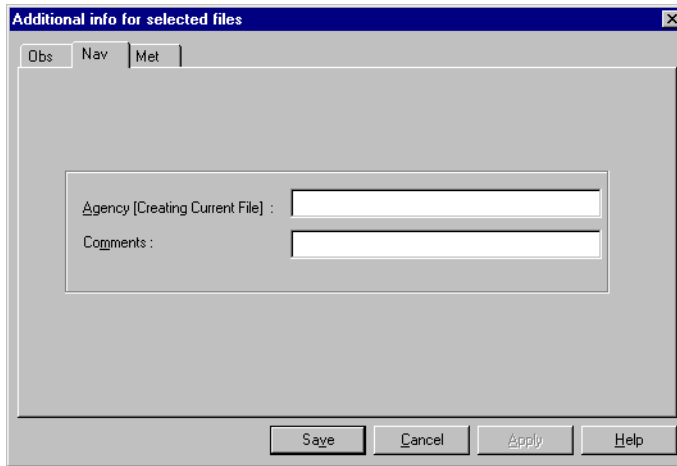 Additional info for selected files
Obs Nav Met
Agency [Creating Current File] :
Comments :
Save Cancel Apply Help